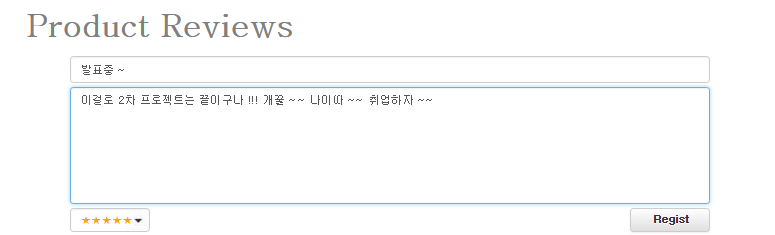 Product Reviews
발표중 ~
이걸로 2차 프로젝트는 끝이구나 !!! 개꿀 ~~ 나이따 ~~ 취업하자 ~~
★★★★★
Regist